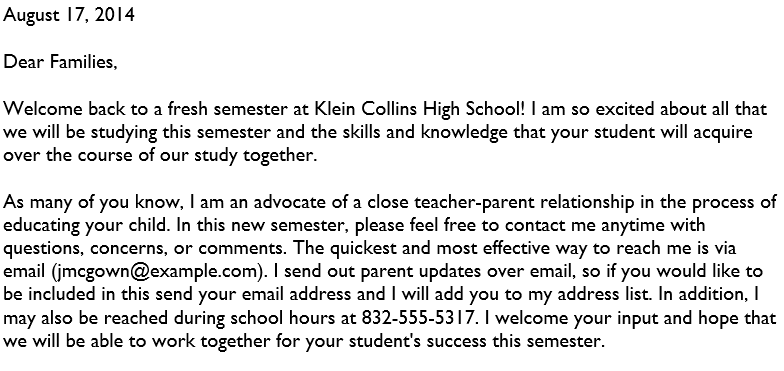 August 17, 2014
Dear Families,
Welcome back to a fresh semester at Klein Collins High School! I am so excited about all that
we will be studying this semester and the skills and knowledge that your student will acquire
over the course of our study together.
As many of you know, I am an advocate of a close teacher-parent relationship in the process of
educating your child. In this new semester, please feel free to contact me anytime with
questions, concerns, or comments. The quickest and most effective way to reach me is via
email (jmcgown@example.com). I send out parent updates over email, so if you would like to
be included in this send your email address and I will add you to my address list. In addition, I
may also be reached during school hours at 832-555-5317. I welcome your input and hope that
we will be able to work together for your student's success this semester.